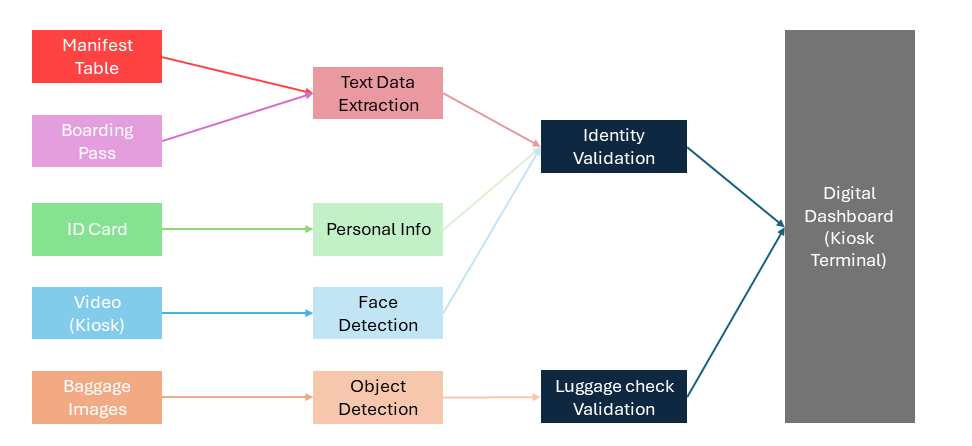 Manifest
Table
Boarding
Pass
ID Card
Video
(Kiosk)
Baggage
Images
Text Data
Extraction
Personal Info
Face
Detection
Object
Detection
Identity
Validation
Luggage check
Validation
Digital
Dashboard
(Kiosk
Terminal)